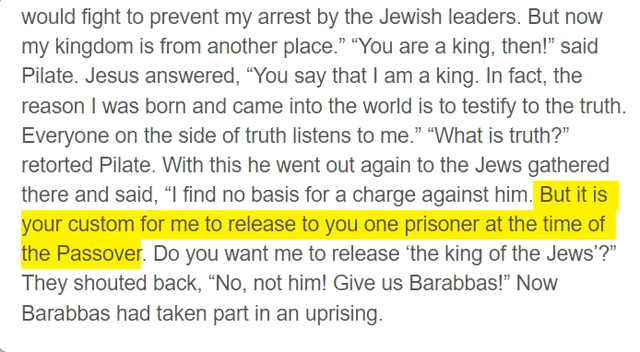 would fight to prevent my arrest by the Jewish leaders. But now
my kingdom is from another place.” “You are a king, then!” said
Pilate. Jesus answered, “You say that I am a king. In fact, the
reason I was born and came into the world is to testify to the truth.
Everyone on the side of truth listens to me.” “What is truth?”
retorted Pilate. With this he went out again to the Jews gathered
there and said, “I find no basis for a charge against him. But it is
your custom for me to release to you one prisoner at the time of
the Passover. Do you want me to release ‘the king of the Jews’?”
They shouted back, “No, not him! Give us Barabbas!” Now
Barabbas had taken part in an uprising.